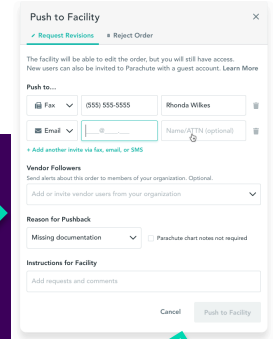 Push to Facility
Request Revisions
Reject Order
The facility will be able to edit the order, but you will still have access.
New users can also be invited to Parachute with a guest account. Learn More
Push to...
Fax (555) 555-5555 Rhonda Wilkes
Email ___@______ Name/ATTN (optional)
+ Add another invite via fax, email, or SMS
Vendor Followers
Send alerts about this order to members of your organization. Optional.
Add or invite vendor users from your organization
Reason for Pushback
Missing documentation Parachute chart notes not required
Instructions for Facility
Add requests and comments
Cancel Push to Facility